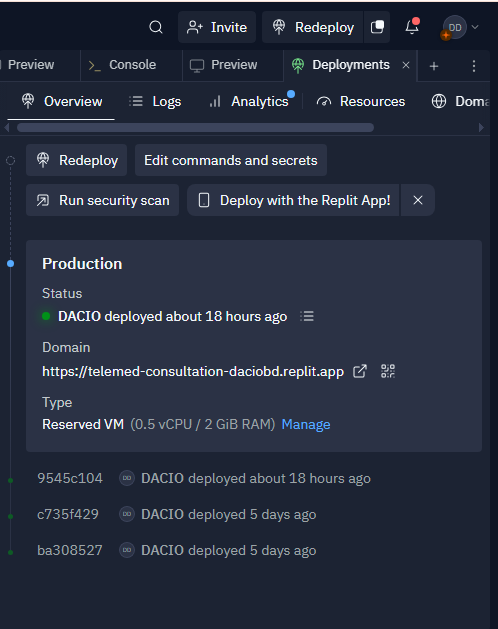 Invite Redeploy DD
Preview Console Preview Deployments
Overview Logs Analytics Resources Doma
Redeploy Edit commands and secrets
Run security scan Deploy with the Replit App!
Production
Status
DACIO deployed about 18 hours ago
Domain
https://telemed-consultation-daciobd.replit.app
Type
Reserved VM (0.5 vCPU / 2 GiB RAM) Manage
9545c104 DD DACIO deployed about 18 hours ago
c735f429 DD DACIO deployed 5 days ago
ba308527 DD DACIO deployed 5 days ago